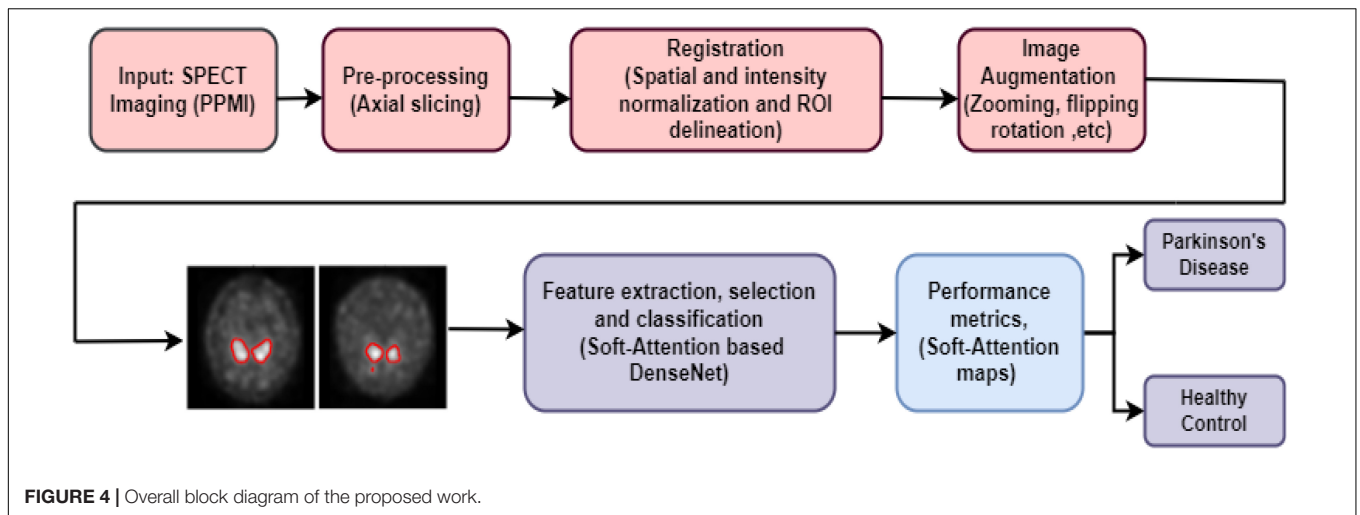 Input: SPECT
Imaging (PPMI)
Pre-processing
(Axial slicing)
Registration
(Spatial and intensity
normalization and ROI
delineation)
Image
Augmentation
(Zooming, flipping
rotation ,etc)
Feature extraction, selection
and classification
(Soft-Attention based
DenseNet)
Performance
metrics,
(Soft-Attention
maps)
Parkinson's
Disease
Healthy
Control
FIGURE 4 | Overall block diagram of the proposed work.